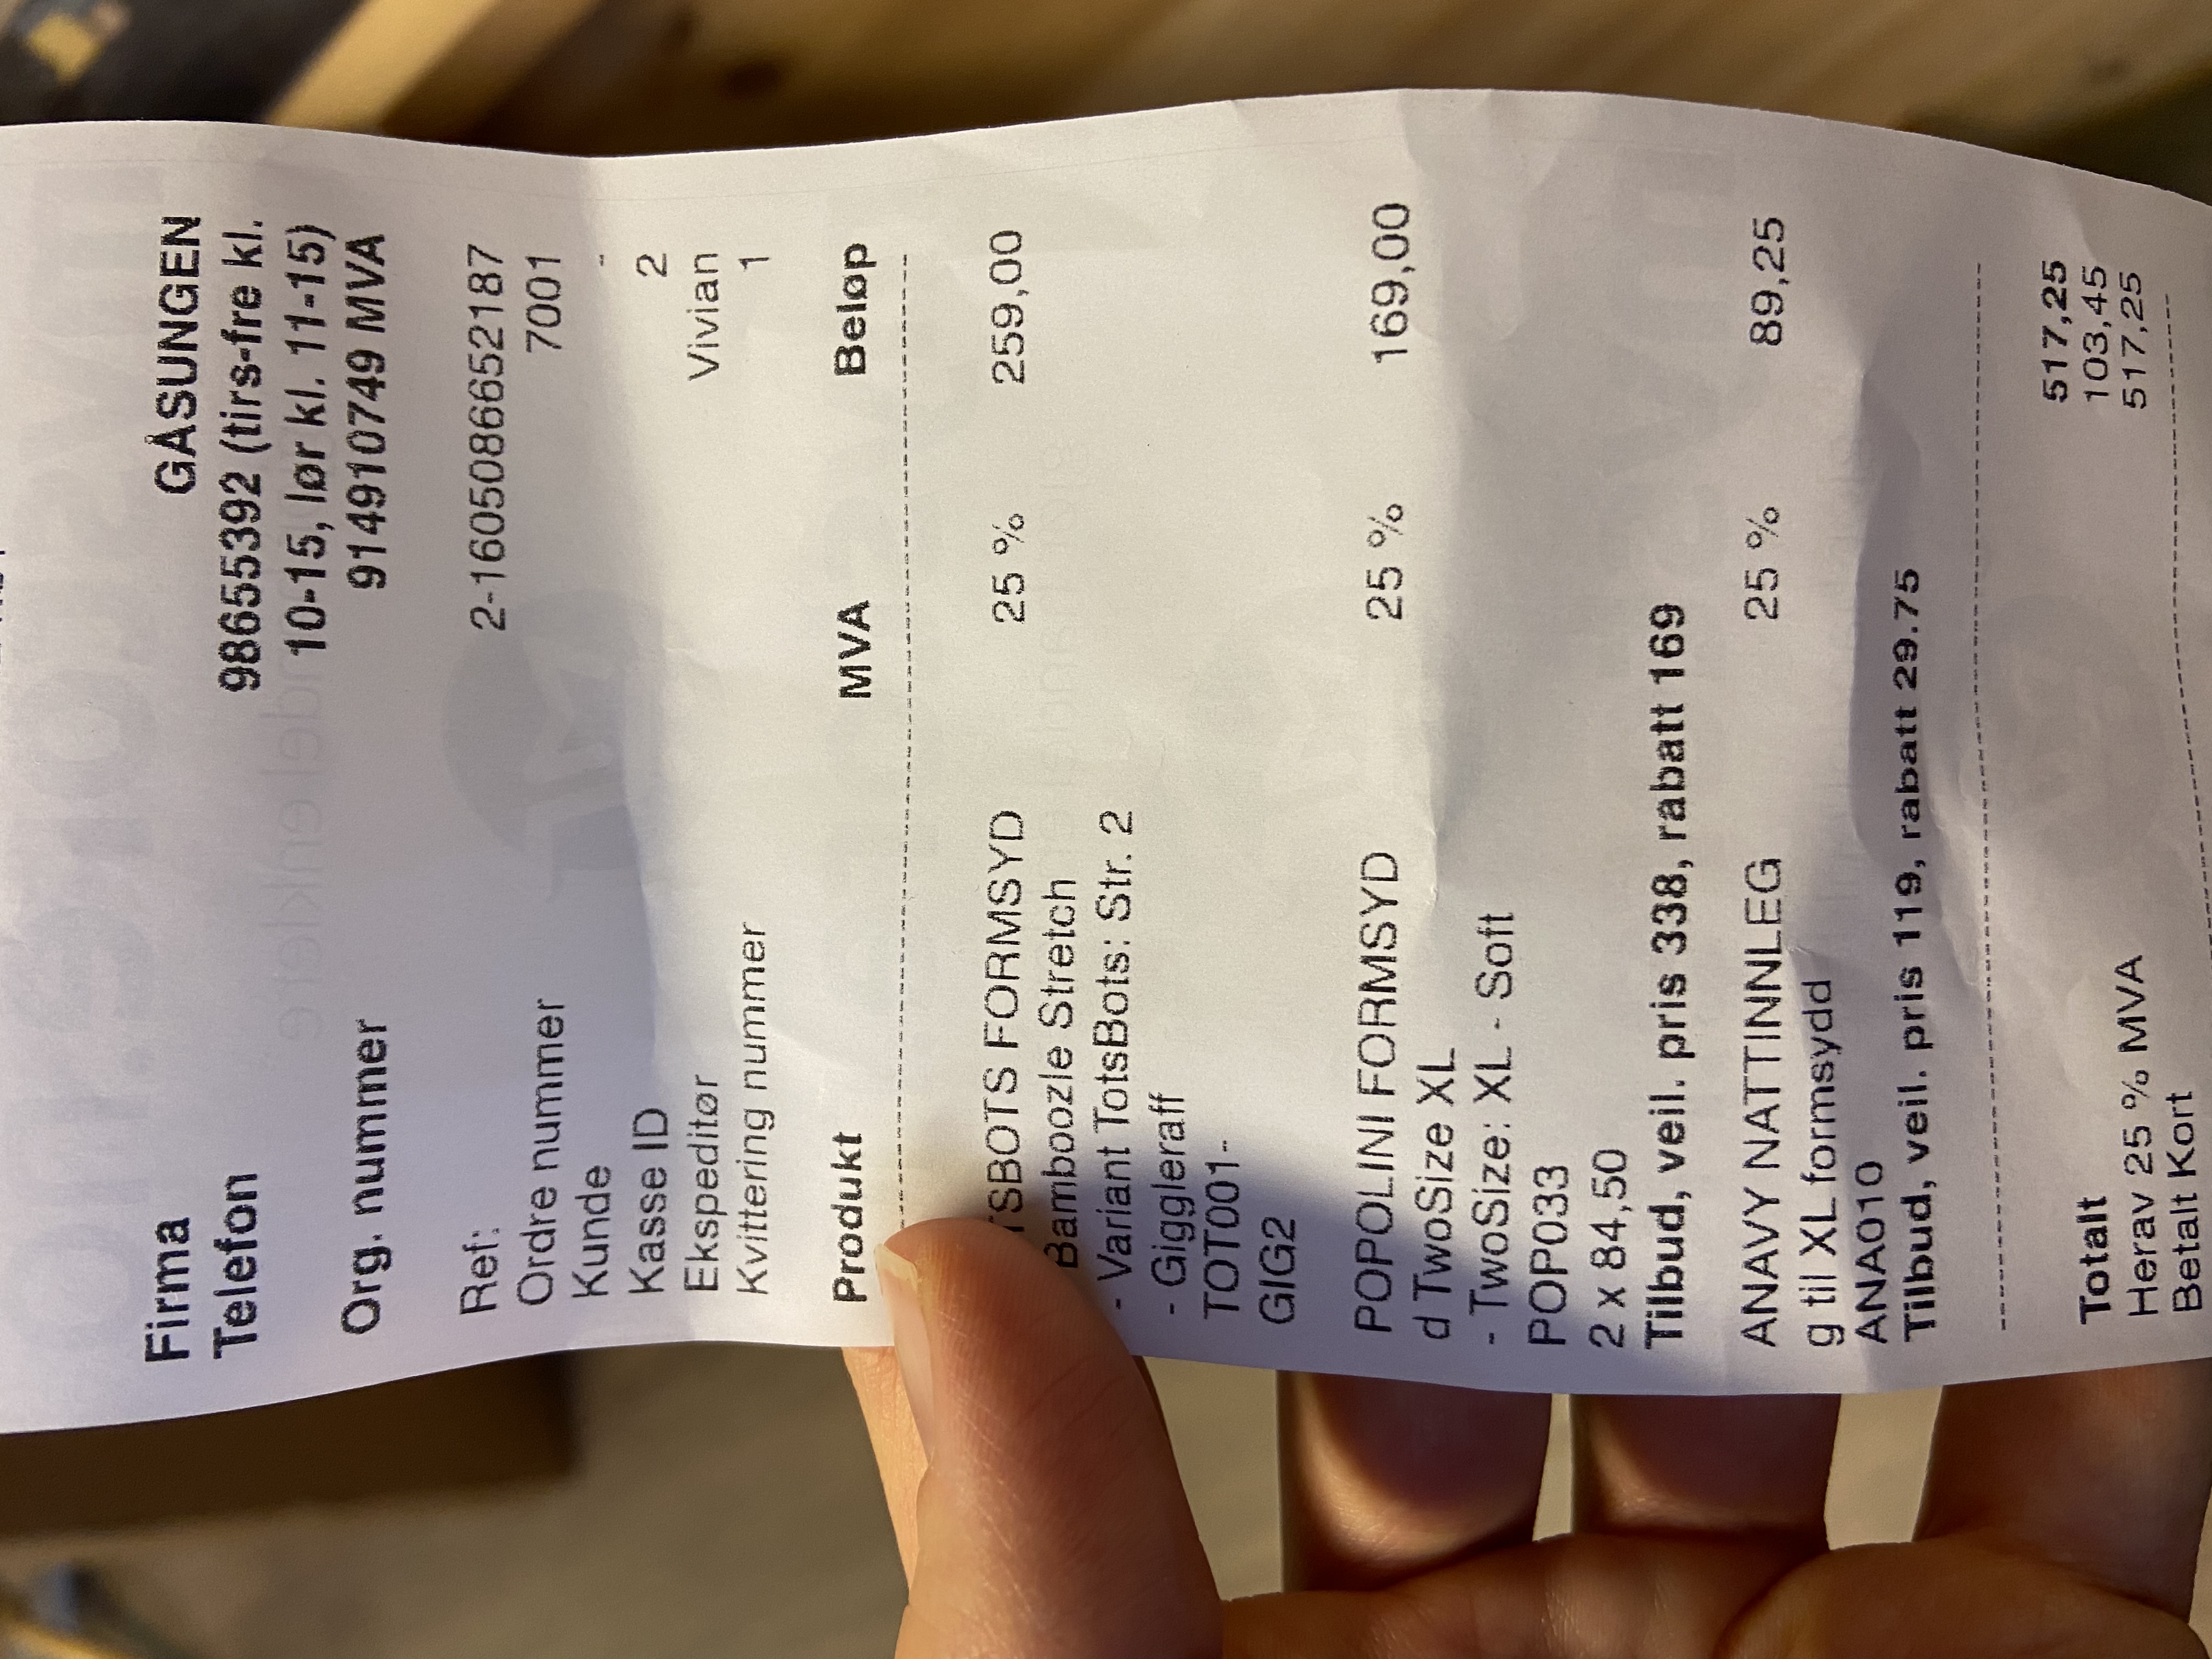 Firma GÅSUNGEN
Telefon 98655392 (tirs-fre kl.
10-15, lør kl. 11-15)
Org. nummer 914910749 MVA
Ref: 2-16050866652187
Ordre nummer 7001
Kunde -
Kasse ID 2
Ekspeditør Vivian
Kvittering nummer 1
Produkt MVA Beløp
TSBOTS FORMSYD 25 % 259,00
Bamboozle Stretch
- Variant TotsBots: Str. 2
- Giggleraff
TOT001-
GIG2
POPOLINI FORMSYD 25 % 169,00
d TwoSize XL
- TwoSize: XL - Soft
POP033
2 x 84,50
Tilbud, veil. pris 338, rabatt 169
ANAVY NATTINNLEG 25 % 89,25
g til XL formsydd
ANA010
Tilbud, veil. pris 119, rabatt 29.75
Totalt 517,25
Herav 25 % MVA 103,45
Betalt Kort 517,25